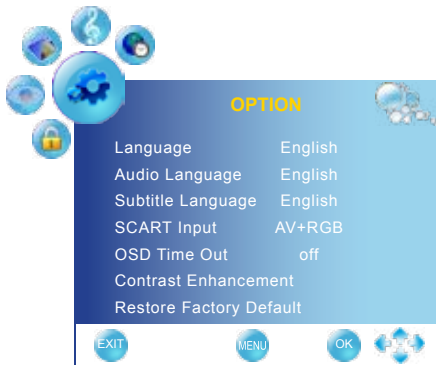 OPTION
Language English
Audio Language English
Subtitle Language English
SCART Input AV+RGB
OSD Time Out off
Contrast Enhancement
Restore Factory Default
EXIT MENU OK